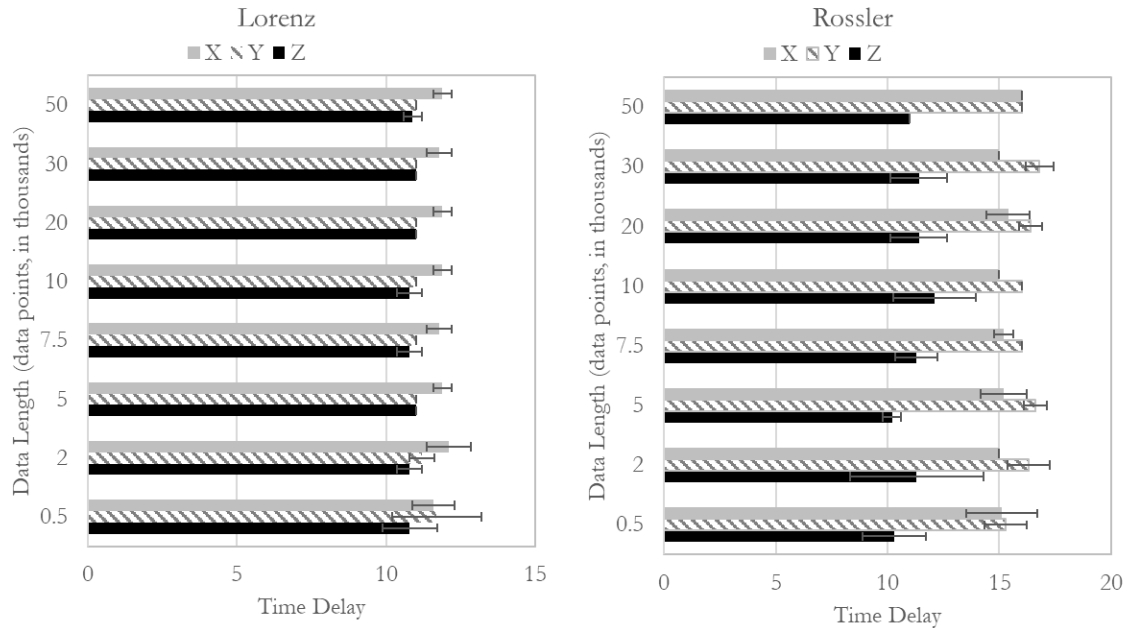 Lorenz
X Y Z
Data Length (data points, in thousands)
50
30
20
10
7.5
5
2
0.5
0 5 10 15
Time Delay
Rossler
X Y Z
Data Length (data points, in thousands)
50
30
20
10
7.5
5
2
0.5
0 5 10 15 20
Time Delay